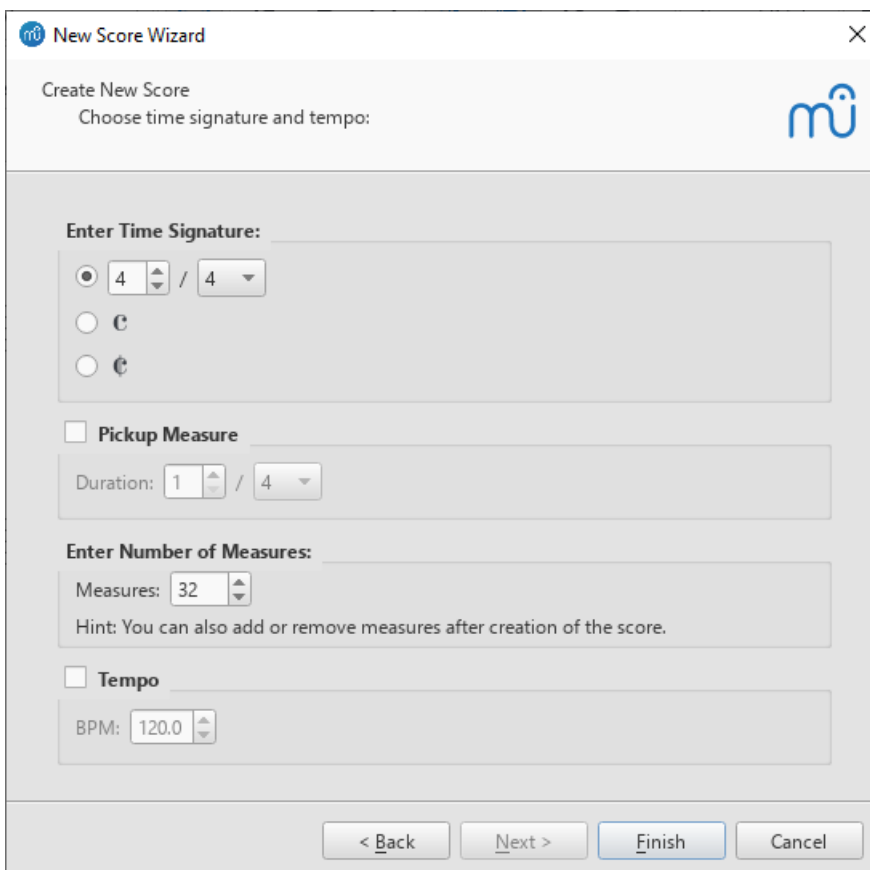 New Score Wizard
Create New Score
Choose time signature and tempo:
mu
Enter Time Signature:
4 / 4
𝄴
𝄵
Pickup Measure
Duration: 1 / 4
Enter Number of Measures:
Measures: 32
Hint: You can also add or remove measures after creation of the score.
Tempo
BPM: 120.0
< Back Next > Finish Cancel